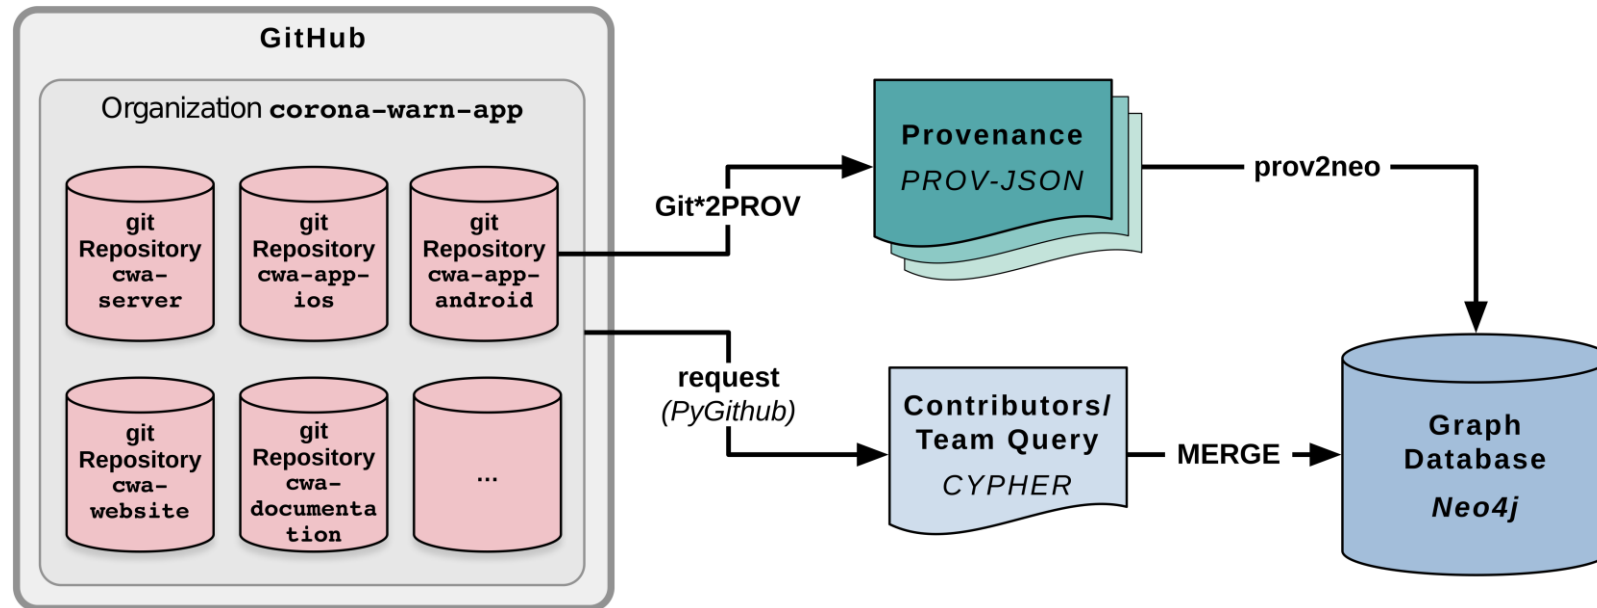 GitHub
Organization corona-warn-app
git
Repository
cwa-
server
git
Repository
cwa-app-
ios
git
Repository
cwa-app-
android
git
Repository
cwa-
website
git
Repository
cwa-
documenta
tion
...
Git*2PROV
request
(PyGithub)
Provenance
PROV-JSON
prov2neo
Contributors/
Team Query
CYPHER
MERGE
Graph
Database
Neo4j